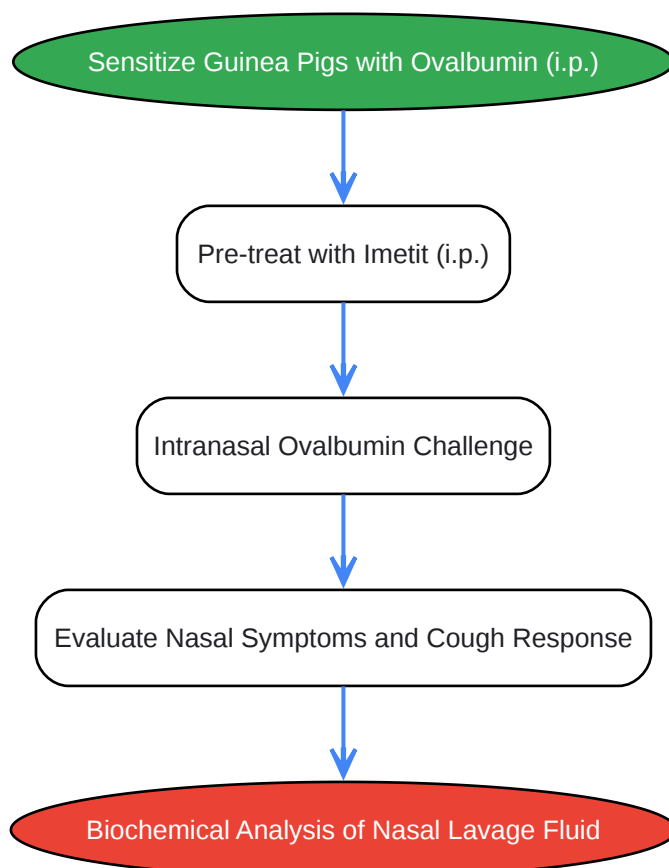 Sensitize Guinea Pigs with Ovalbumin (i.p.)
Pre-treat with Imetit (i.p.)
Intranasal Ovalbumin Challenge
Evaluate Nasal Symptoms and Cough Response
Biochemical Analysis of Nasal Lavage Fluid